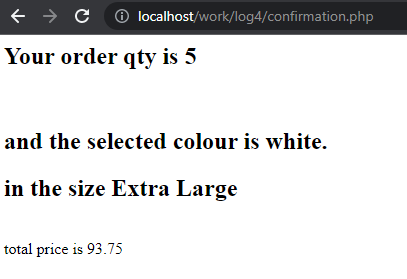 localhost/work/log4/confirmation.php
Your order qty is 5
and the selected colour is white.
in the size Extra Large
total price is 93.75